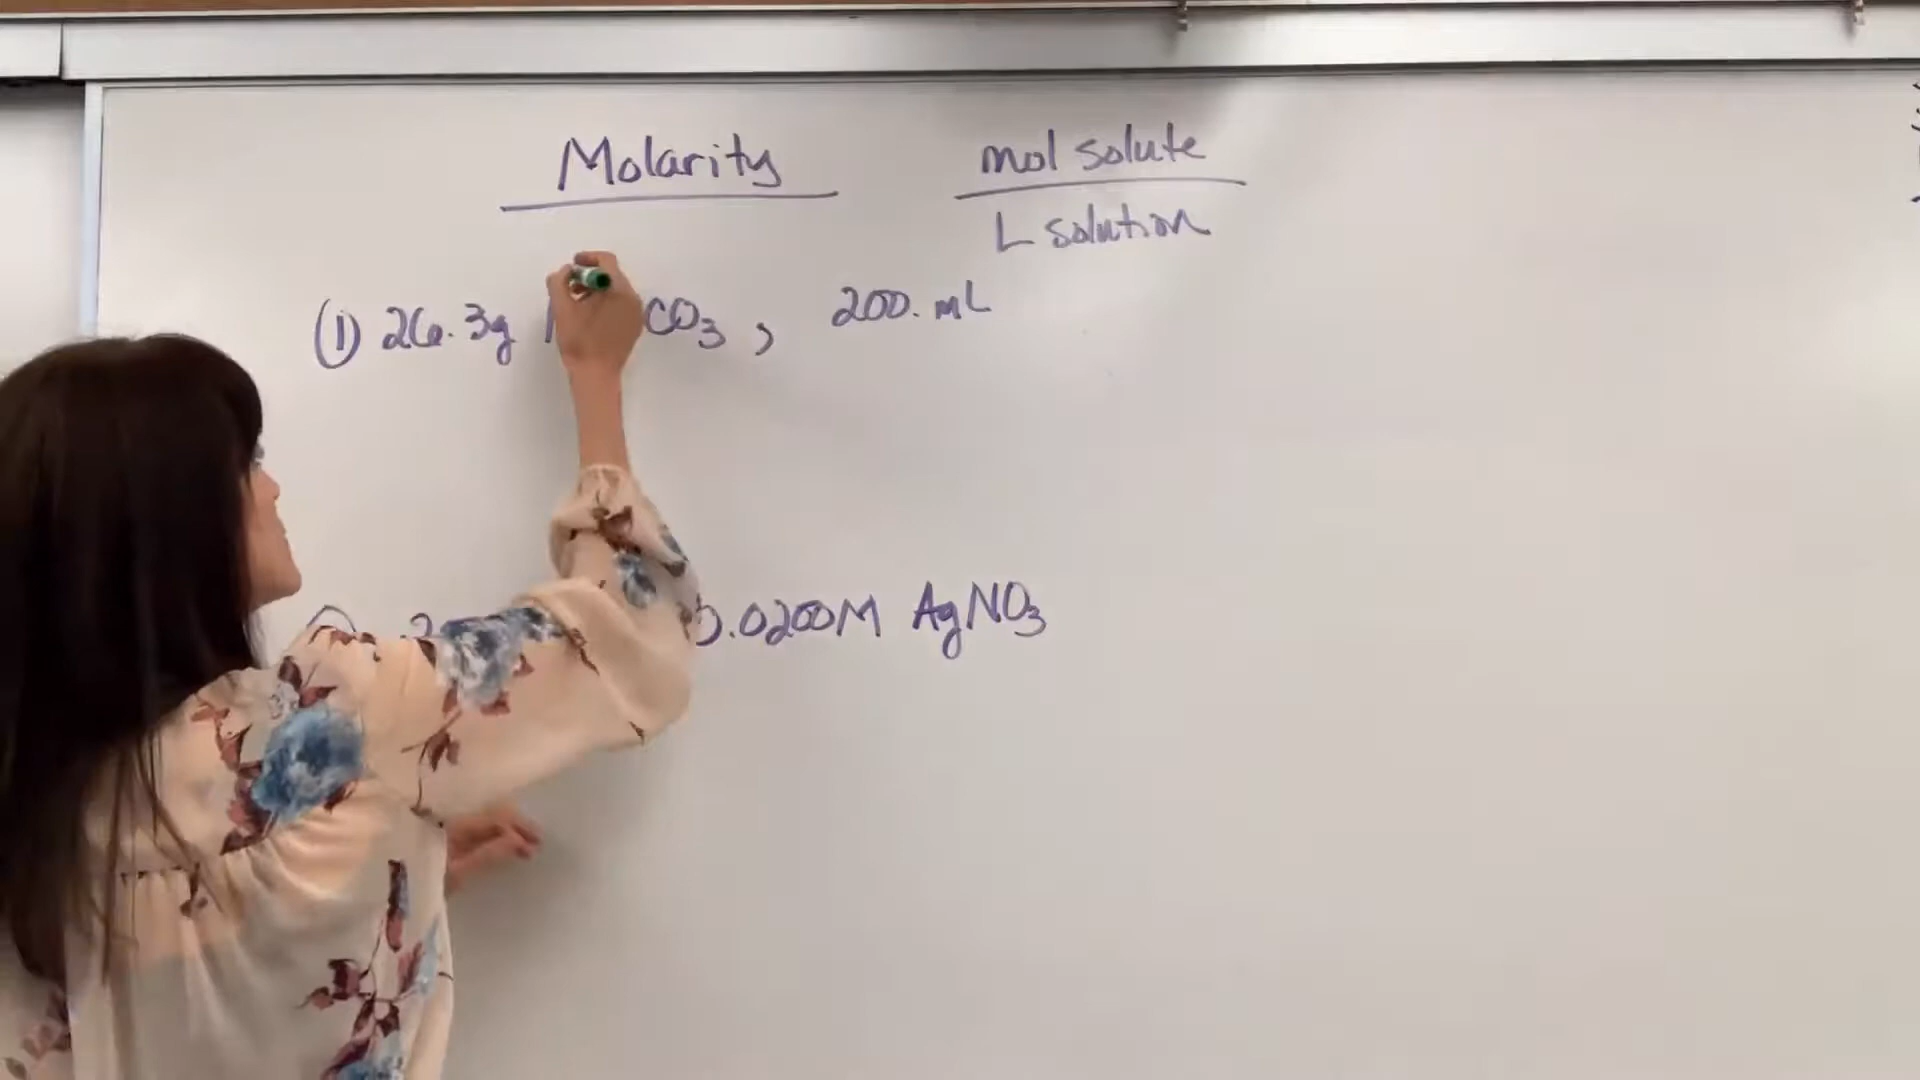 Molarity
mol solute
L solution
(1) 26.3g CO3 , 200. mL
.0200M AgNO3